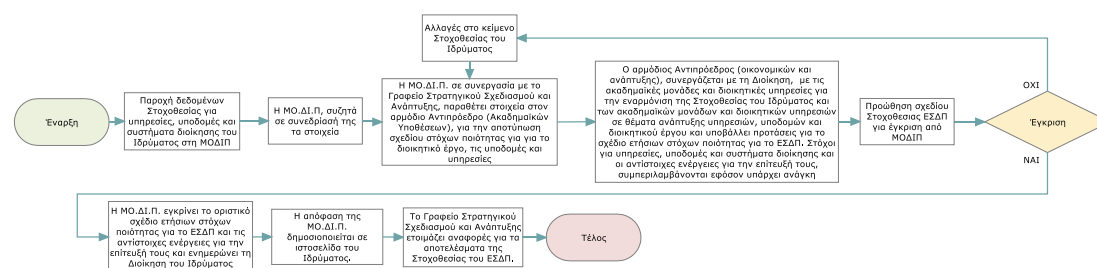 Αλλαγές στο κείμενο
Στοχοθεσίας του
Ιδρύματος
Έναρξη
Παροχή δεδομένων
Στοχοθεσίας για
υπηρεσίες, υποδομές και
συστήματα διοίκησης του
Ιδρύματος στη ΜΟΔΙΠ
Η ΜΟ.ΔΙ.Π, συζητά
σε συνεδρίασή της
τα στοιχεία
Η ΜΟ.ΔΙ.Π. σε συνεργασία με το
Γραφείο Στρατηγικού Σχεδιασμού και
Ανάπτυξης, παραθέτει στοιχεία στον
αρμόδιο Αντιπρόεδρο (Ακαδημαϊκών
Υποθέσεων), για την αποτύπωση
σχεδίου στόχων ποιότητας για για το
διοικητικό έργο, τις υποδομές και
υπηρεσίες
Ο αρμόδιος Αντιπρόεδρος (οικονομικών και
ανάπτυξης), συνεργάζεται με τη Διοίκηση, με τις
ακαδημαϊκές μονάδες και διοικητικές υπηρεσίες για
την εναρμόνιση της Στοχοθεσίας του Ιδρύματος και
των ακαδημαϊκών μονάδων και διοικητικών υπηρεσιών
σε θέματα ανάπτυξης υπηρεσιών, υποδομών και
διοικητικού έργου και υποβάλλει προτάσεις για το
σχέδιο ετήσιων στόχων ποιότητας για το ΕΣΔΠ. Στόχοι
για υπηρεσίες, υποδομές και συστήματα διοίκησης και
οι αντίστοιχες ενέργειες για την επίτευξή τους,
συμπεριλαμβάνονται εφόσον υπάρχει ανάγκη
Προώθηση σχεδίου
Στοχοθεσίας ΕΣΔΠ
για έγκριση από
ΜΟΔΙΠ
ΟΧΙ
Έγκριση
ΝΑΙ
Η ΜΟ.ΔΙ.Π. εγκρίνει το οριστικό
σχέδιο ετήσιων στόχων
ποιότητας για το ΕΣΔΠ και τις
αντίστοιχες ενέργειες για την
επίτευξή τους και ενημερώνει τη
Διοίκηση του Ιδρύματος
Η απόφαση της
ΜΟ.ΔΙ.Π.
δημοσιοποιείται σε
ιστοσελίδα του
Ιδρύματος.
Το Γραφείο Στρατηγικού
Σχεδιασμού και Ανάπτυξης
ετοιμάζει αναφορές για τα
αποτελέσματα της
Στοχοθεσίας του ΕΣΔΠ.
Τέλος